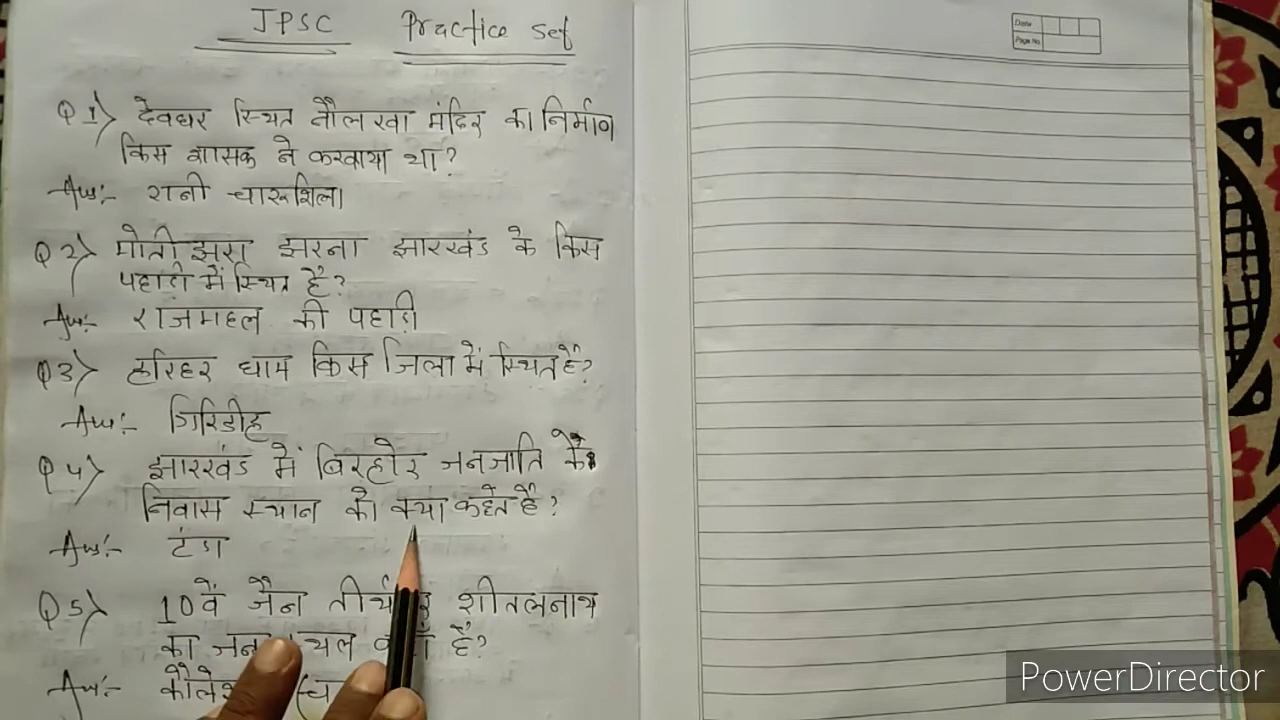 JPSC Practice Set
Q1) देवघर स्थित नौलखा मंदिर का निर्माण
किस शासक ने करवाया था?
Ans:- रानी चारूशिला
Q2) मोती झरा झरना झारखंड के किस
पहाड़ी में स्थित है?
Ans:- राजमहल की पहाड़ी
Q3) हरिहर धाम किस जिला में स्थित है?
Ans:- गिरिडीह
Q4) झारखंड में बिरहोर जनजाति के
निवास स्थान को क्या कहते है?
Ans:- टंडा
Q5) 10वें जैन शीतलनाथ
का है?
Ans:-
Date
Page No.
PowerDirector